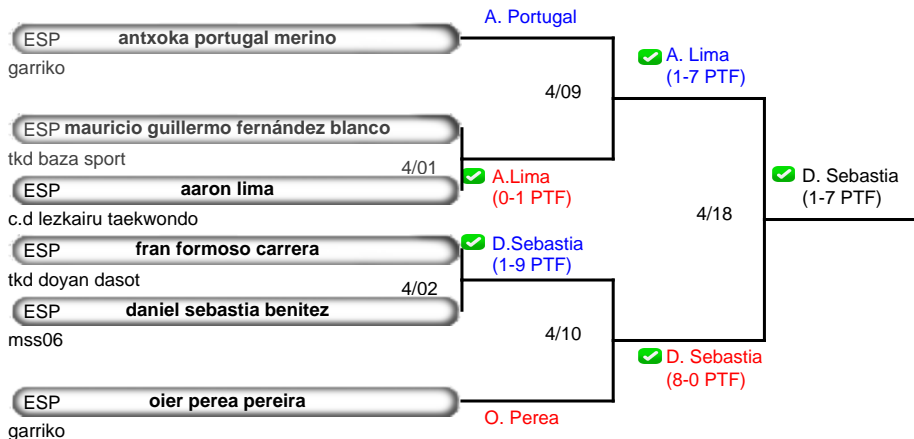 A. Portugal
ESP antxoka portugal merino
garriko
A. Lima
(1-7 PTF)
4/09
ESP mauricio guillermo fernández blanco
tkd baza sport
4/01
ESP aaron lima
c.d lezkairu taekwondo
A.Lima
(0-1 PTF)
D. Sebastia
(1-7 PTF)
4/18
ESP fran formoso carrera
tkd doyan dasot
D.Sebastia
(1-9 PTF)
4/02
ESP daniel sebastia benitez
mss06
4/10
D. Sebastia
(8-0 PTF)
ESP oier perea pereira
garriko
O. Perea